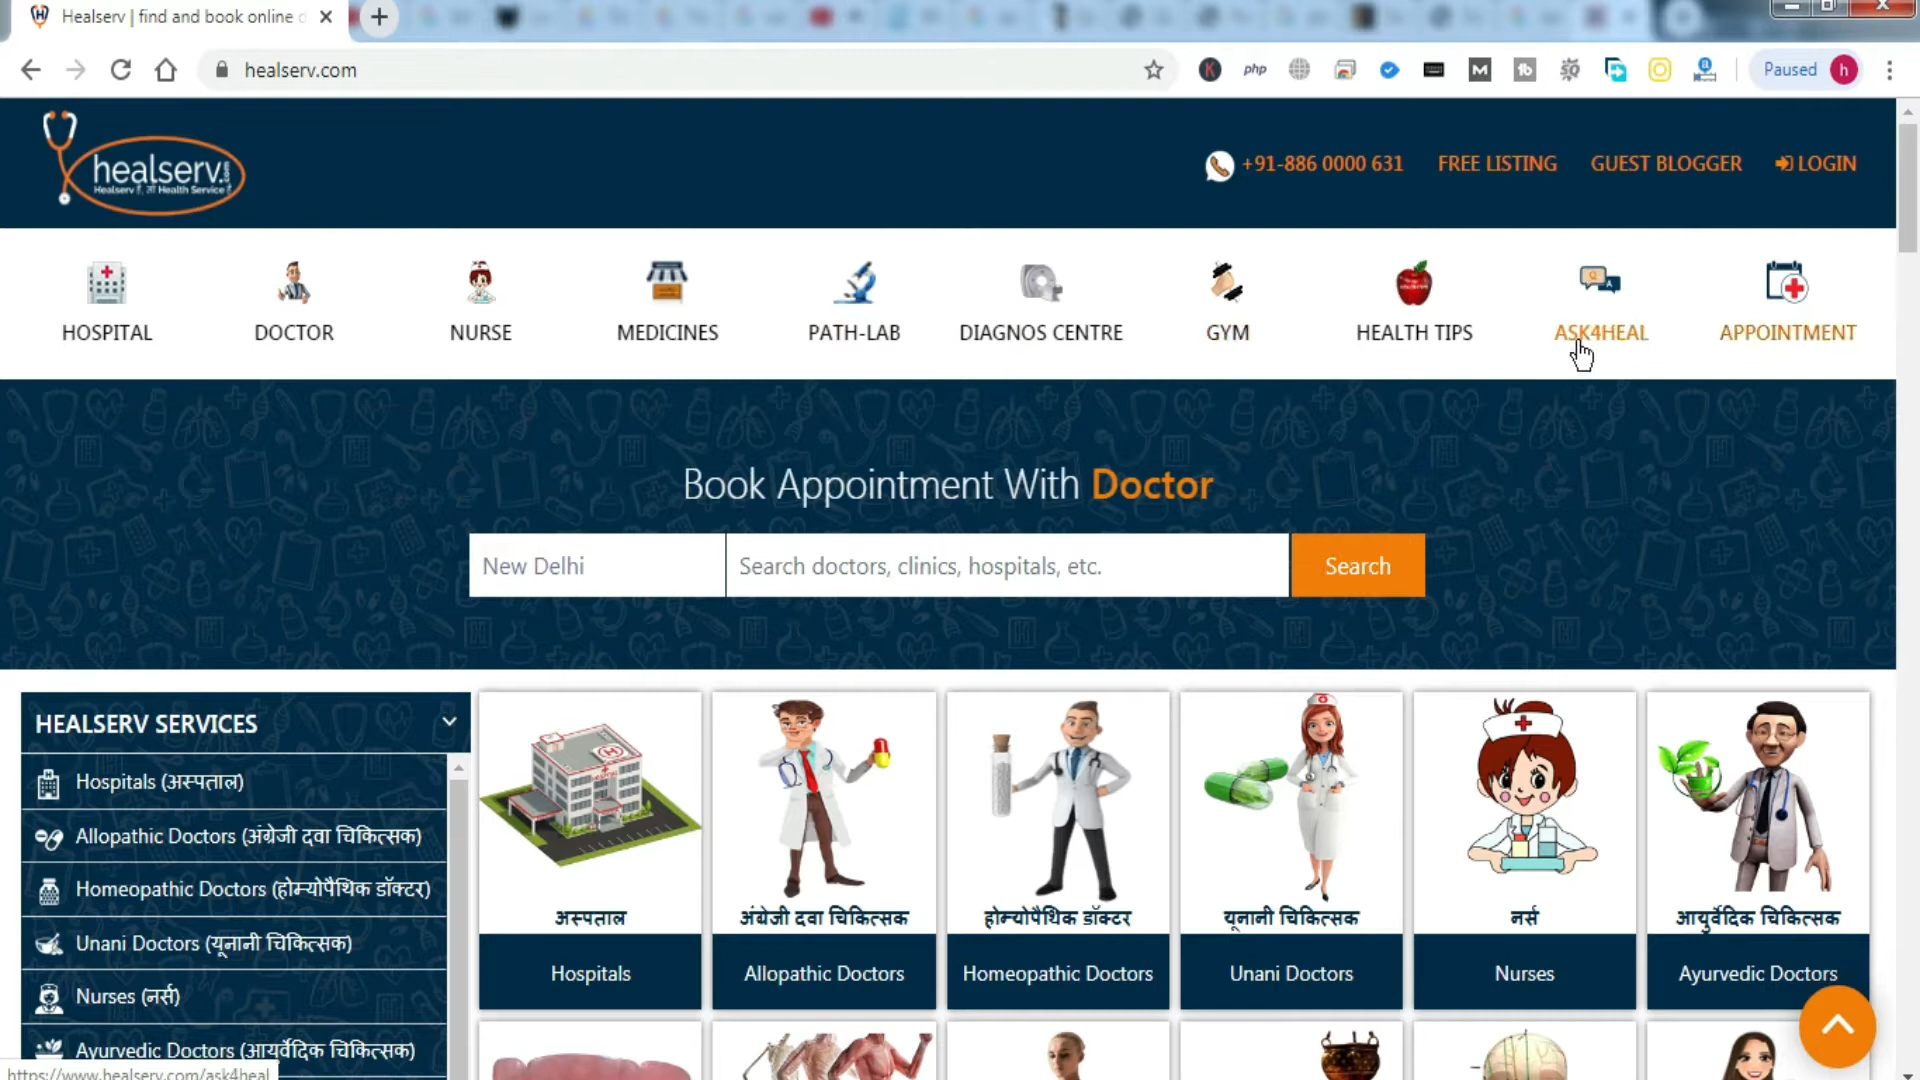 Healserv | find and book online d
healserv.com
php
Paused
h
healserv.com
Healserv है, तो Health Service है
+91-886 0000 631
FREE LISTING
GUEST BLOGGER
LOGIN
HOSPITAL
DOCTOR
NURSE
MEDICINES
PATH-LAB
DIAGNOS CENTRE
GYM
HEALTH TIPS
ASK4HEAL
APPOINTMENT
Book Appointment With Doctor
New Delhi
Search doctors, clinics, hospitals, etc.
Search
HEALSERV SERVICES
Hospitals (अस्पताल)
Allopathic Doctors (अंग्रेजी दवा चिकित्सक)
Homeopathic Doctors (होम्योपैथिक डॉक्टर)
Unani Doctors (यूनानी चिकित्सक)
Nurses (नर्स)
Ayurvedic Doctors (आयुर्वेदिक चिकित्सक)
अस्पताल
Hospitals
अंग्रेजी दवा चिकित्सक
Allopathic Doctors
होम्योपैथिक डॉक्टर
Homeopathic Doctors
यूनानी चिकित्सक
Unani Doctors
नर्स
Nurses
आयुर्वेदिक चिकित्सक
Ayurvedic Doctors
https://www.healserv.com/ask4heal